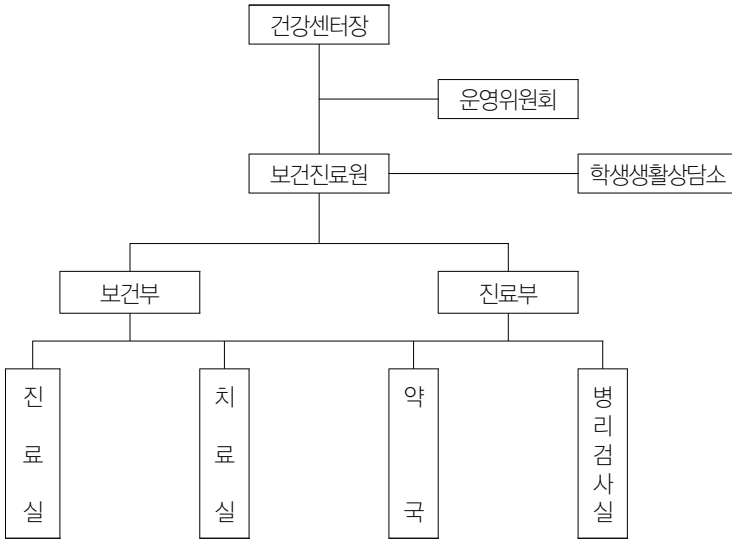 건강센터장
운영위원회
보건진료원
학생생활상담소
보건부
진료부
진료실
치료실
약국
병리검사실